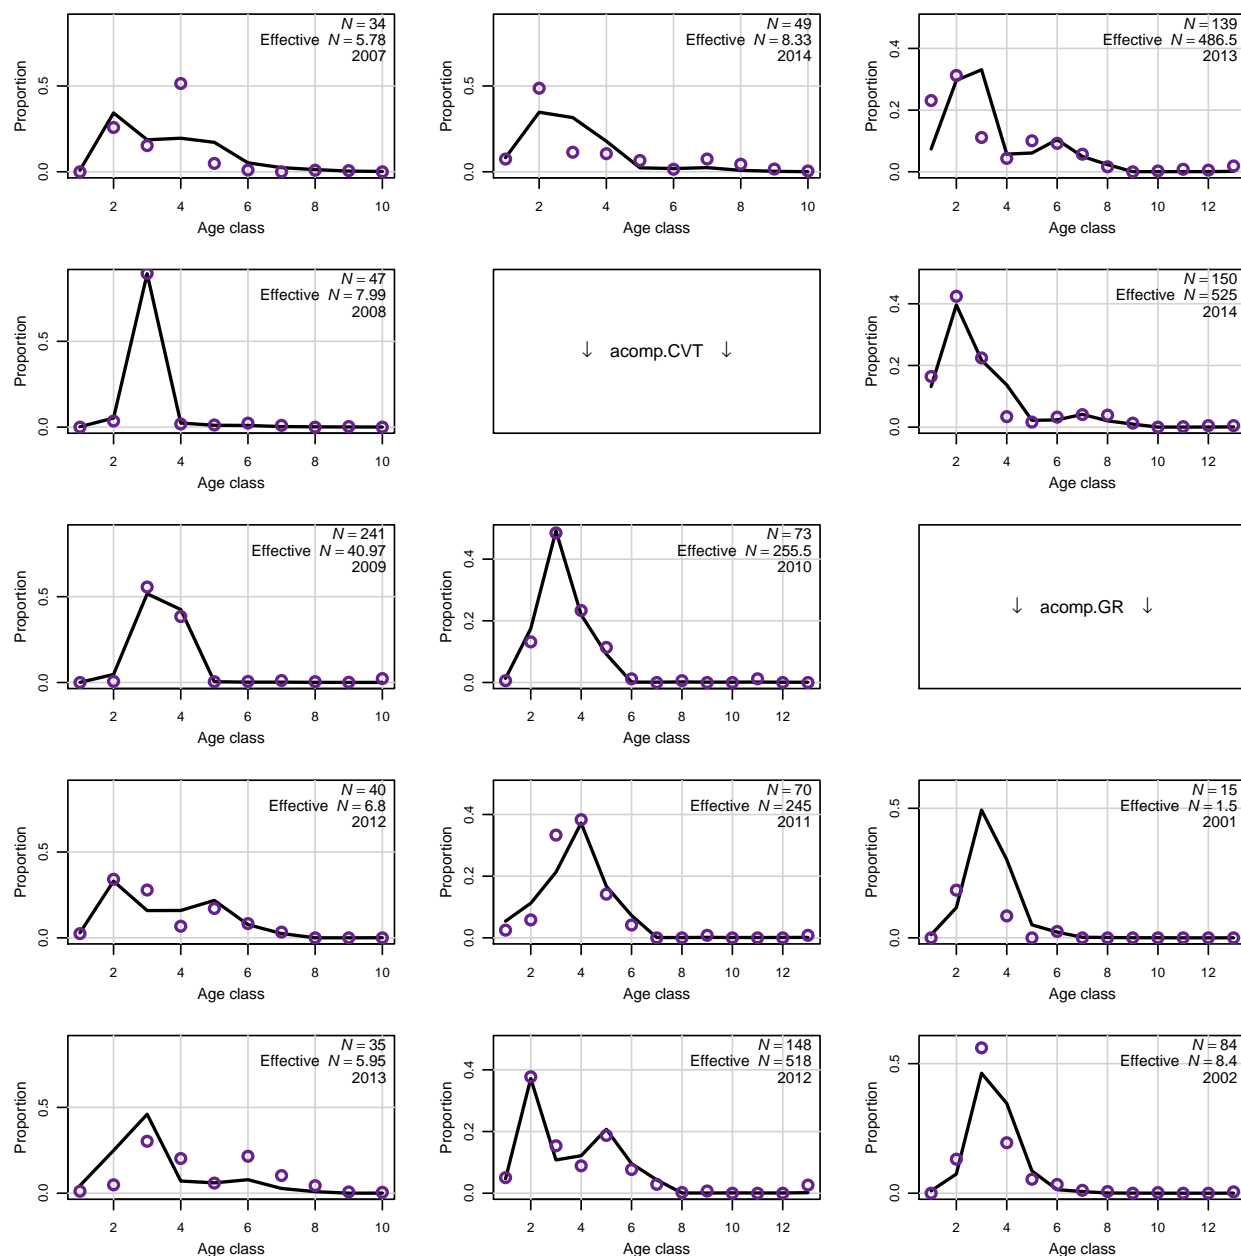 N = 34
Effective N = 5.78
2007
Proportion
0.0 0.5
2 4 6 8 10
Age class
N = 47
Effective N = 7.99
2008
Proportion
0.0 0.5
2 4 6 8 10
Age class
N = 241
Effective N = 40.97
2009
Proportion
0.0 0.5
2 4 6 8 10
Age class
N = 40
Effective N = 6.8
2012
Proportion
0.0 0.5
2 4 6 8 10
Age class
N = 35
Effective N = 5.95
2013
Proportion
0.0 0.5
2 4 6 8 10
Age class
N = 49
Effective N = 8.33
2014
Proportion
0.0 0.5
2 4 6 8 10
Age class
↓ acomp.CVT ↓
N = 73
Effective N = 255.5
2010
Proportion
0.0 0.2 0.4
2 4 6 8 10 12
Age class
N = 70
Effective N = 245
2011
Proportion
0.0 0.2 0.4
2 4 6 8 10 12
Age class
N = 148
Effective N = 518
2012
Proportion
0.0 0.2 0.4
2 4 6 8 10 12
Age class
N = 139
Effective N = 486.5
2013
Proportion
0.0 0.2 0.4
2 4 6 8 10 12
Age class
N = 150
Effective N = 525
2014
Proportion
0.0 0.2 0.4
2 4 6 8 10 12
Age class
↓ acomp.GR ↓
N = 15
Effective N = 1.5
2001
Proportion
0.0 0.5
2 4 6 8 10 12
Age class
N = 84
Effective N = 8.4
2002
Proportion
0.0 0.5
2 4 6 8 10 12
Age class